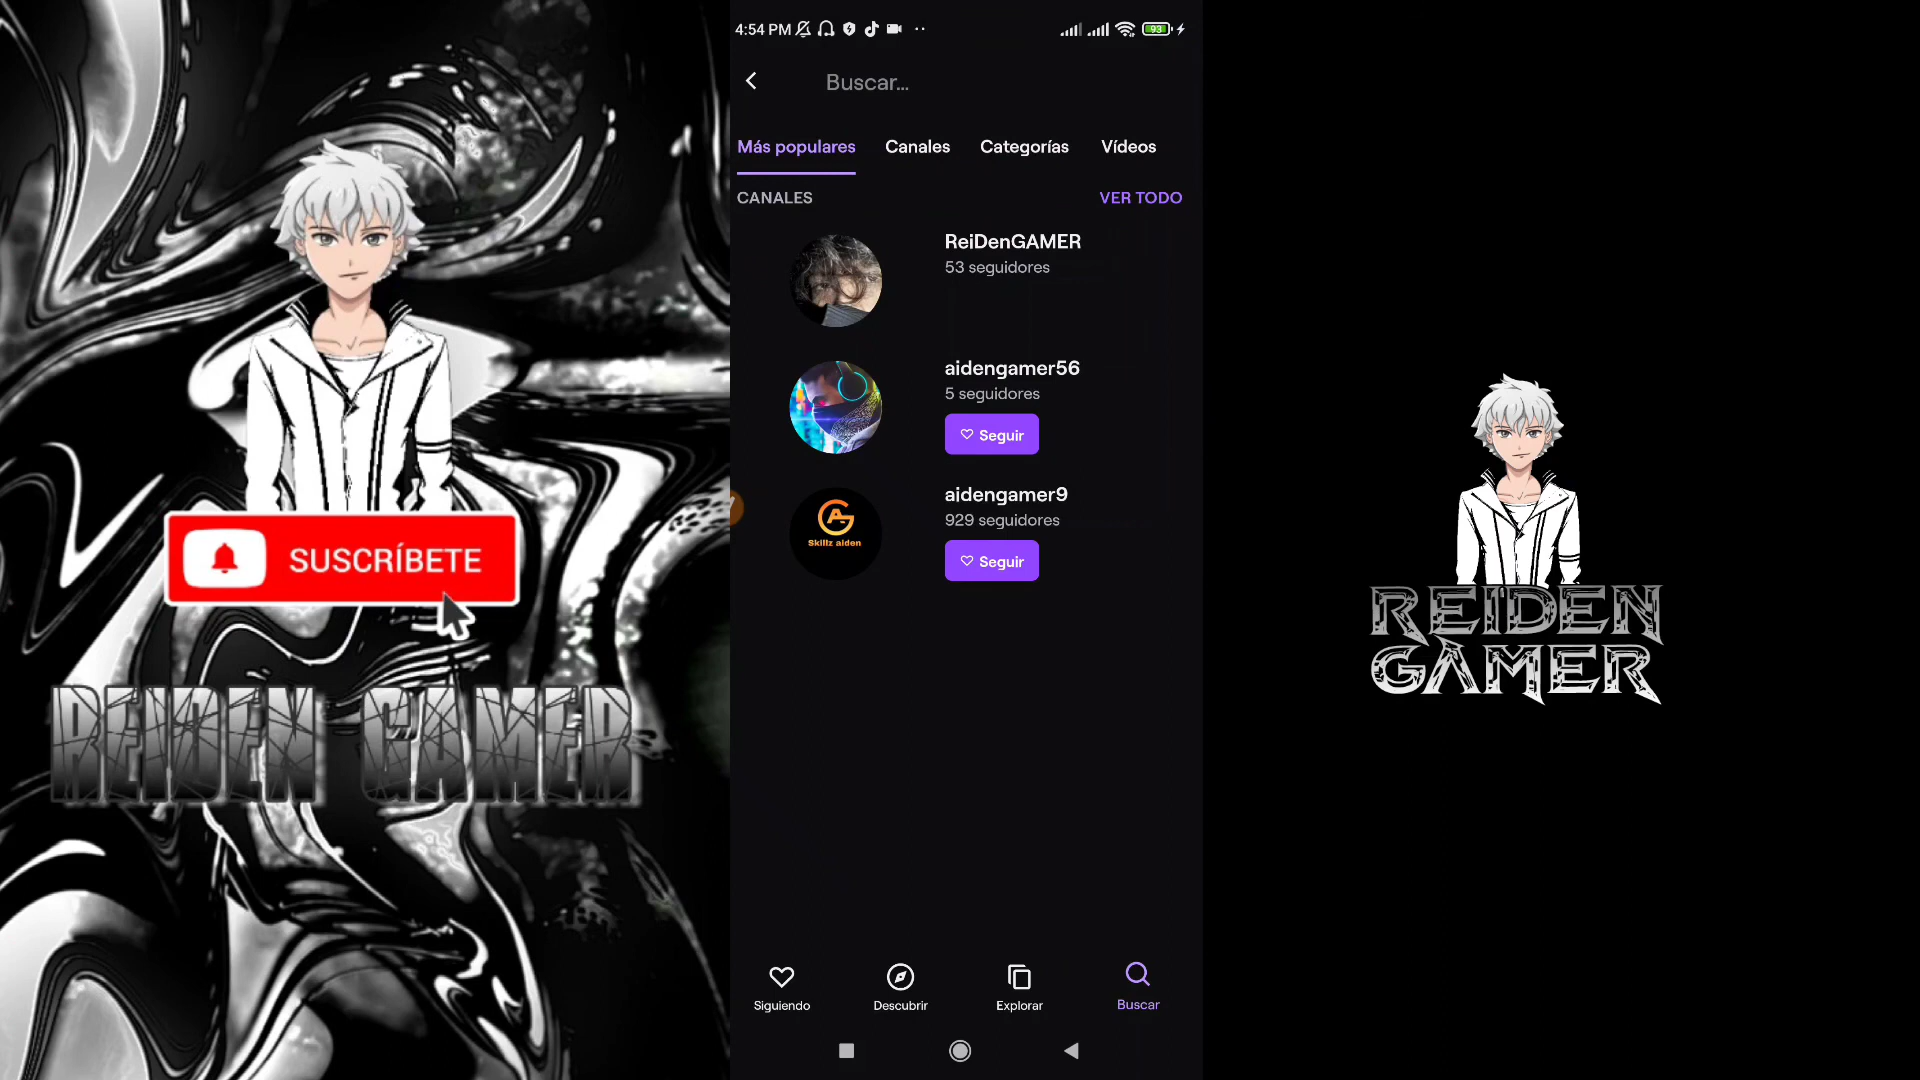 4:54 PM
93
Buscar...
Más populares
Canales
Categorías
Vídeos
CANALES
VER TODO
ReiDenGAMER
53 seguidores
aidengamer56
5 seguidores
Seguir
Skillz aiden
aidengamer9
929 seguidores
Seguir
Siguiendo
Descubrir
Explorar
Buscar
SUSCRÍBETE
REIDEN GAMER
REIDEN
GAMER